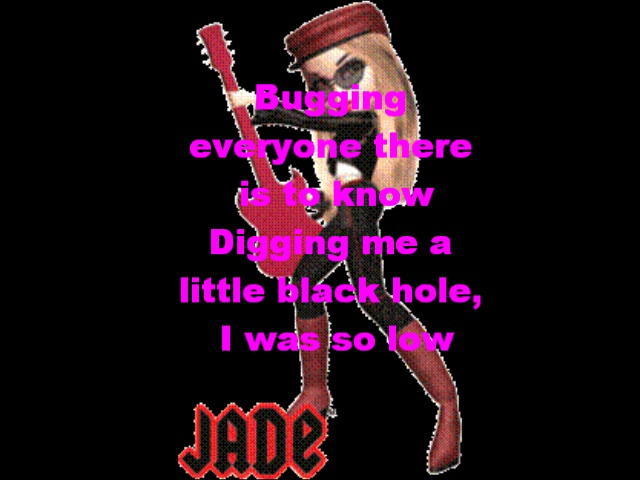 Bugging
everyone there
is to know
Digging me a
little black hole,
I was so low
JADE